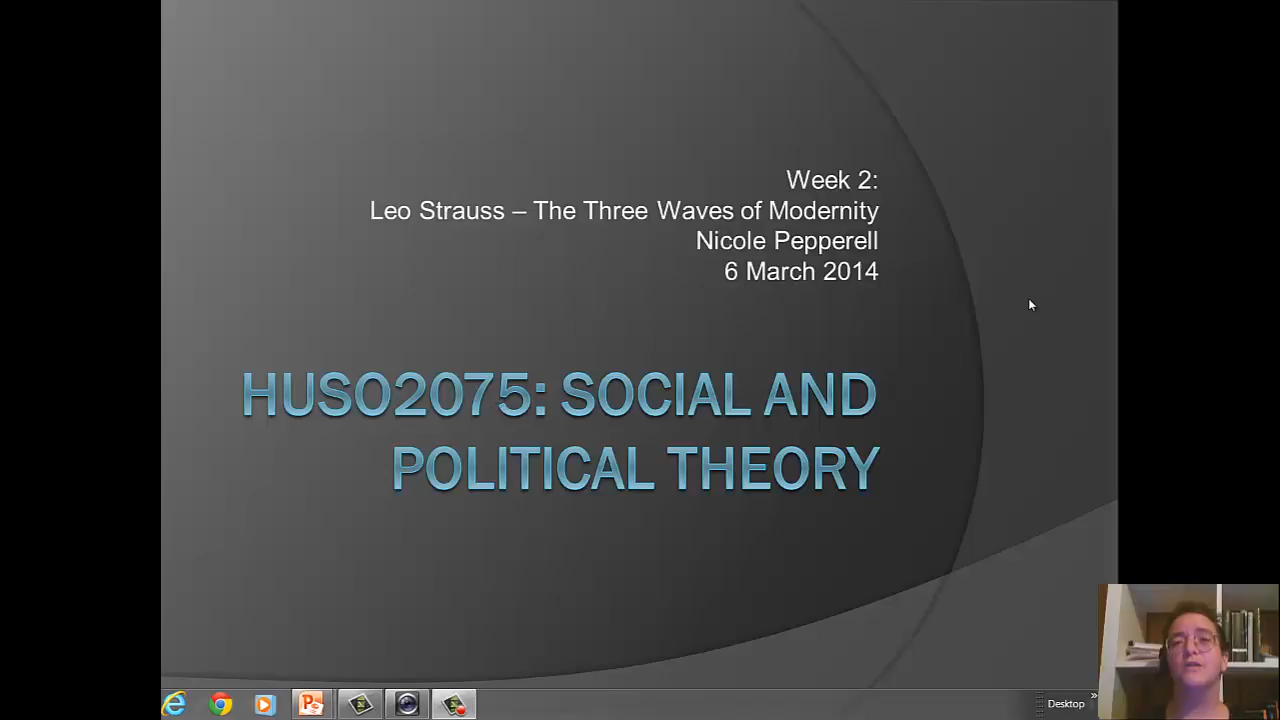 Week 2:
Leo Strauss – The Three Waves of Modernity
Nicole Pepperell
6 March 2014
HUSO2075: SOCIAL AND
POLITICAL THEORY
Desktop